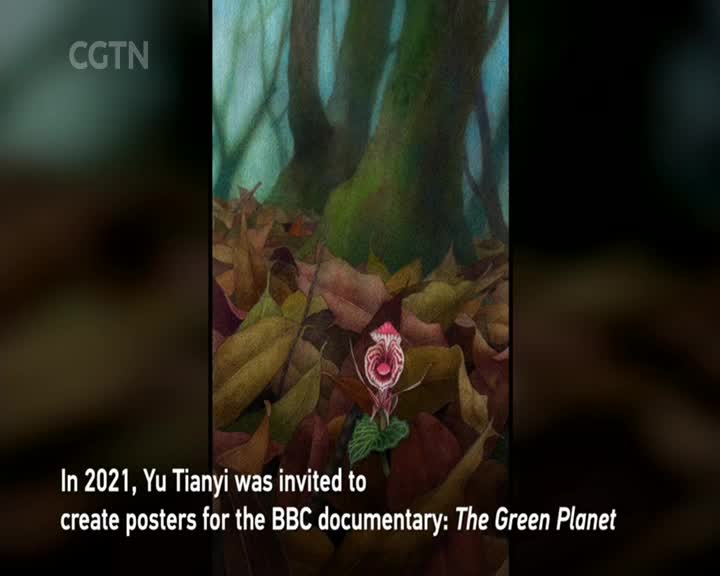 CGTN
In 2021, Yu Tianyi was invited to
create posters for the BBC documentary: The Green Planet